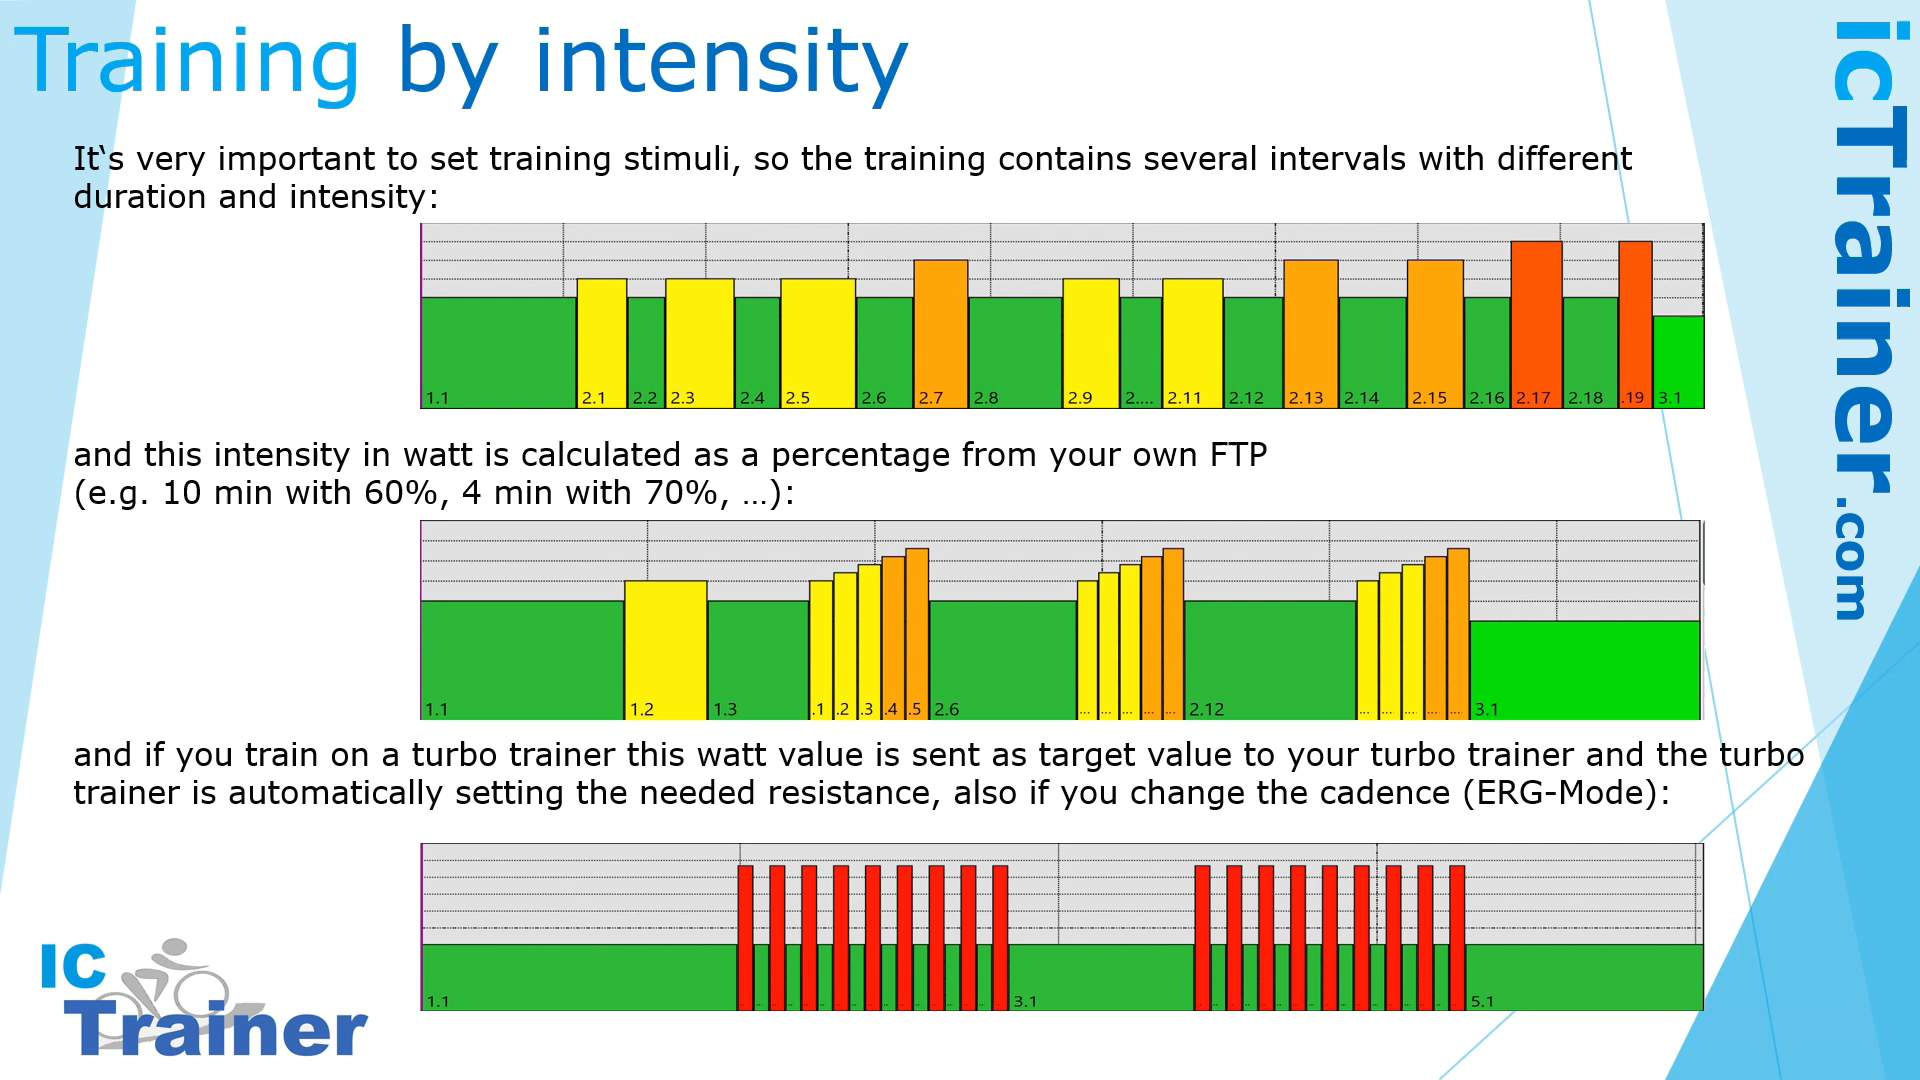 Training by intensity
It‘s very important to set training stimuli, so the training contains several intervals with different
duration and intensity:
1.1 2.1 2.2 2.3 2.4 2.5 2.6 2.7 2.8 2.9 2.... 2.11 2.12 2.13 2.14 2.15 2.16 2.17 2.18 .19 3.1
and this intensity in watt is calculated as a percentage from your own FTP
(e.g. 10 min with 60%, 4 min with 70%, …):
1.1 1.2 1.3 .1 .2 .3 .4 .5 2.6 ... ... ... ... ... 2.12 ... ... ... ... ... 3.1
and if you train on a turbo trainer this watt value is sent as target value to your turbo trainer and the turbo
trainer is automatically setting the needed resistance, also if you change the cadence (ERG-Mode):
1.1 3.1 5.1
IC
Trainer
icTrainer.com